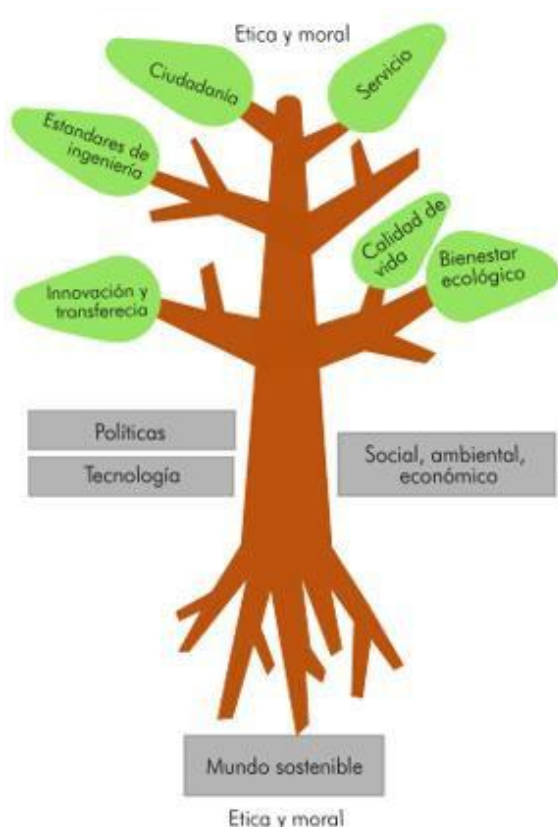 Etica y moral
Ciudadanía
Servicio
Estandares de
ingeniería
Calidad de
vida
Bienestar
ecológico
Innovación y
transferecia
Políticas
Tecnología
Social, ambiental,
económico
Mundo sostenible
Etica y moral